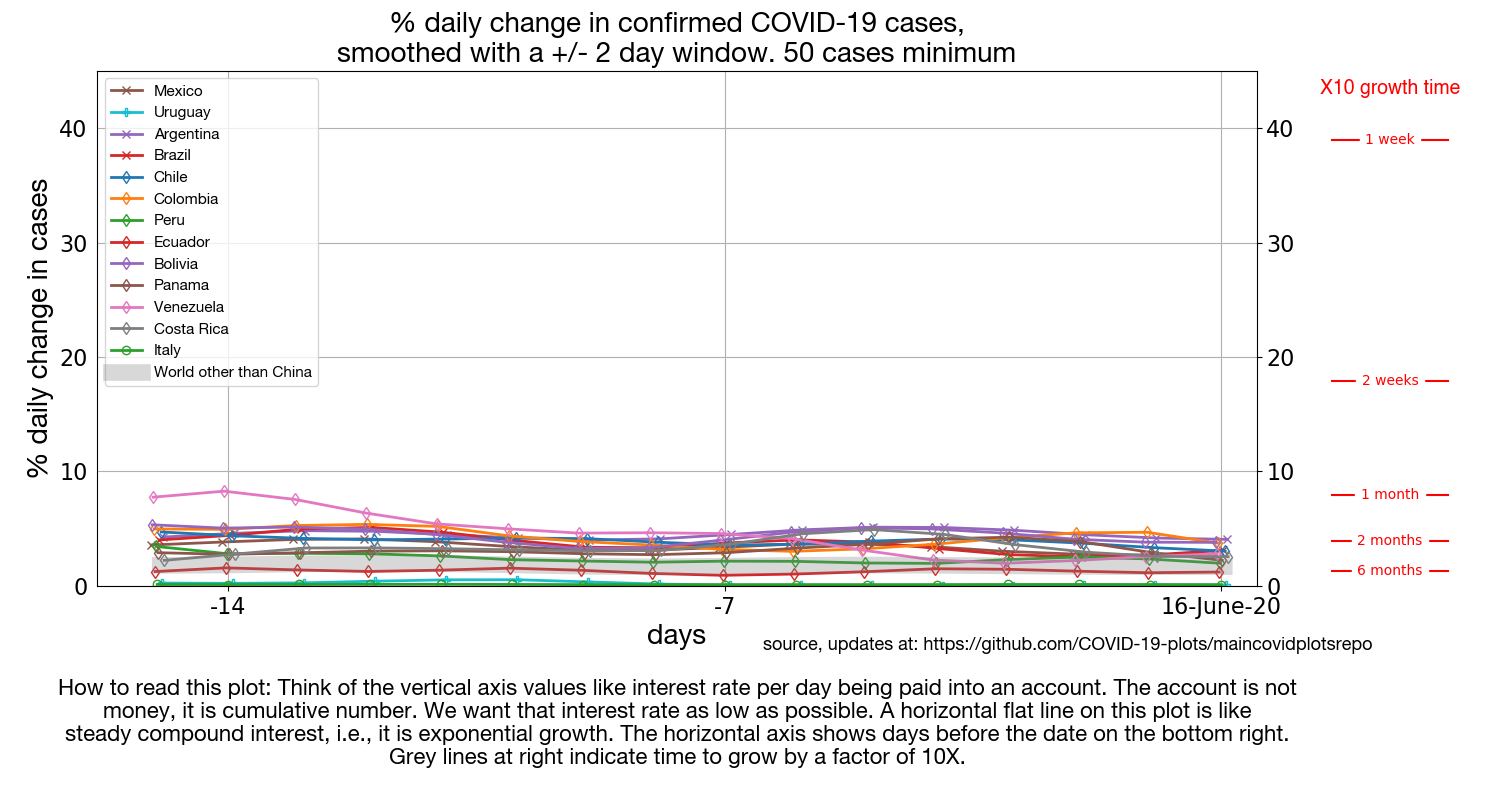 % daily change in confirmed COVID-19 cases,
smoothed with a +/- 2 day window. 50 cases minimum
X10 growth time
Mexico
Uruguay
Argentina
Brazil
Chile
Colombia
Peru
Ecuador
Bolivia
Panama
Venezuela
Costa Rica
Italy
World other than China
% daily change in cases
40
30
20
10
0
40
30
20
10
0
1 week
2 weeks
1 month
2 months
6 months
-14
-7
16-June-20
days
source, updates at: https://github.com/COVID-19-plots/maincovidplotsrepo
How to read this plot: Think of the vertical axis values like interest rate per day being paid into an account. The account is not
money, it is cumulative number. We want that interest rate as low as possible. A horizontal flat line on this plot is like
steady compound interest, i.e., it is exponential growth. The horizontal axis shows days before the date on the bottom right.
Grey lines at right indicate time to grow by a factor of 10X.